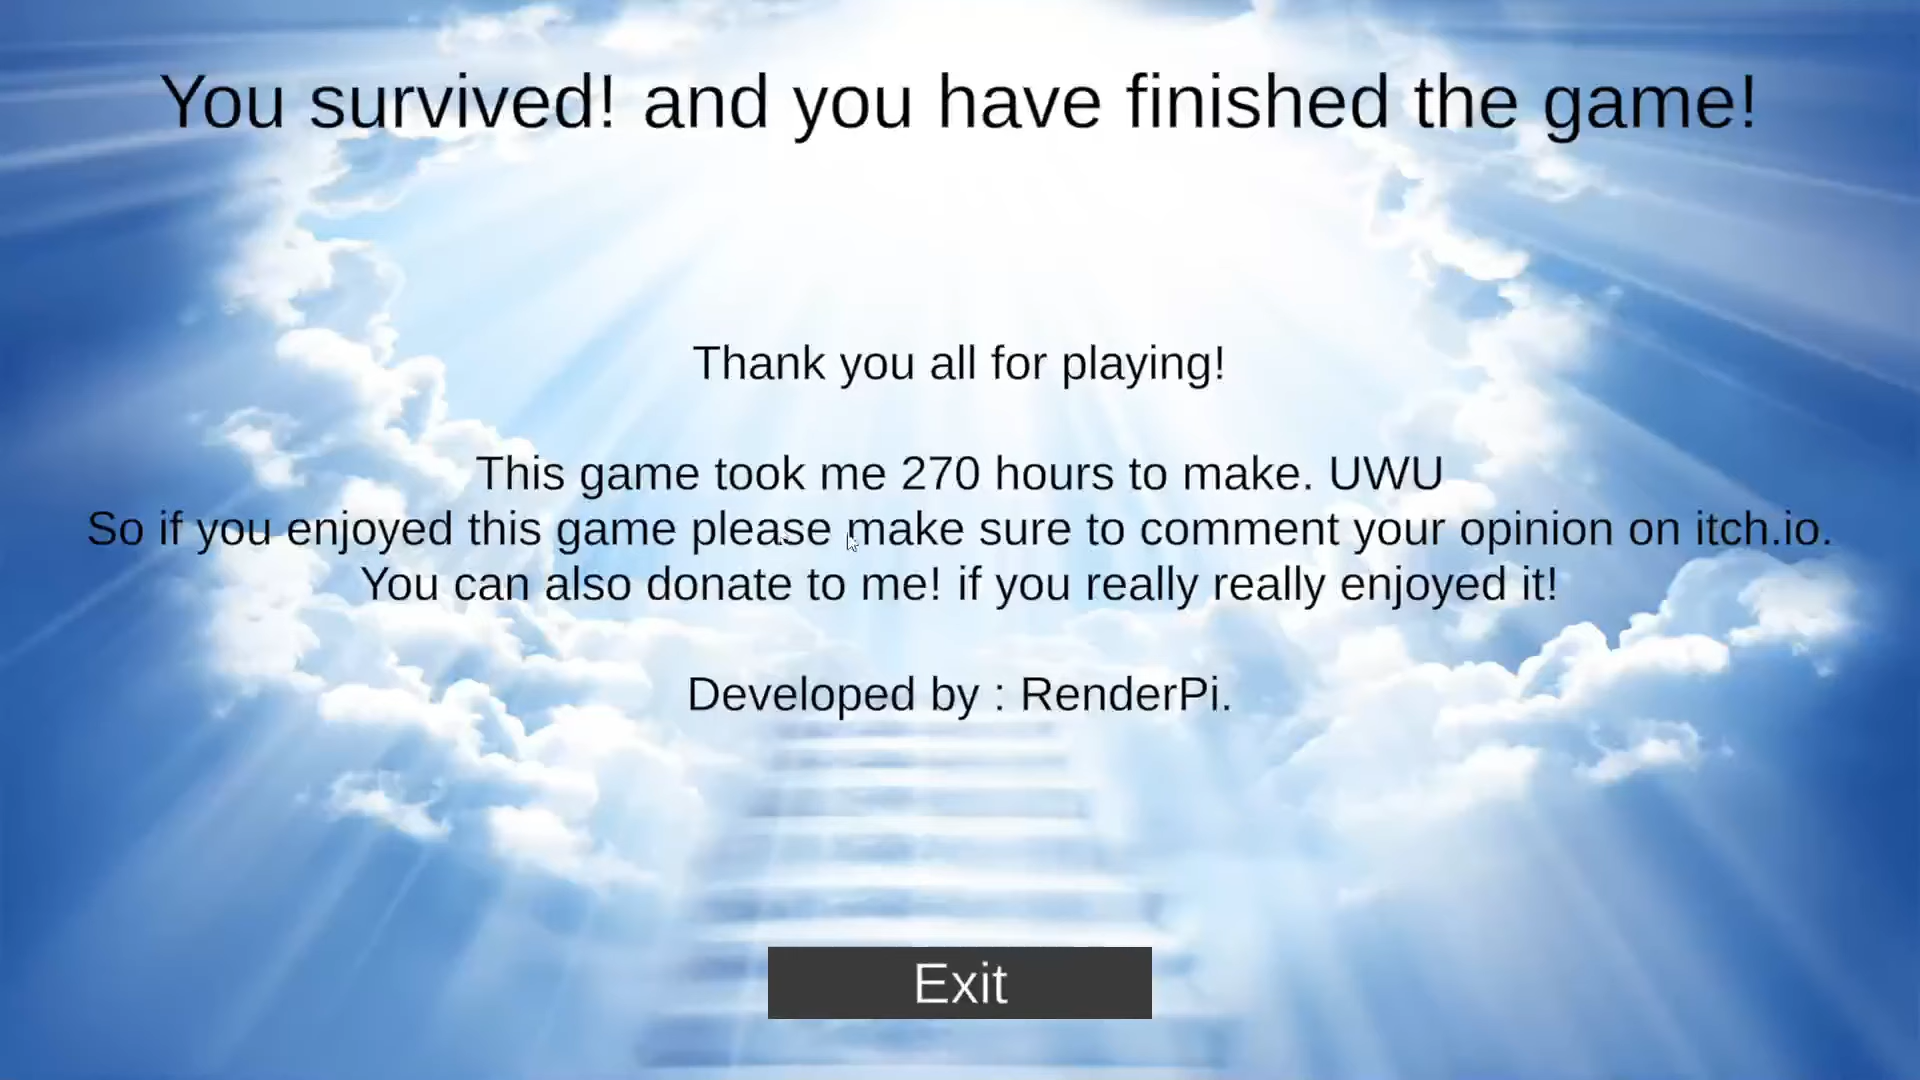 You survived! and you have finished the game!
Thank you all for playing!
This game took me 270 hours to make. UWU
So if you enjoyed this game please make sure to comment your opinion on itch.io.
You can also donate to me! if you really really enjoyed it!
Developed by : RenderPi.
Exit